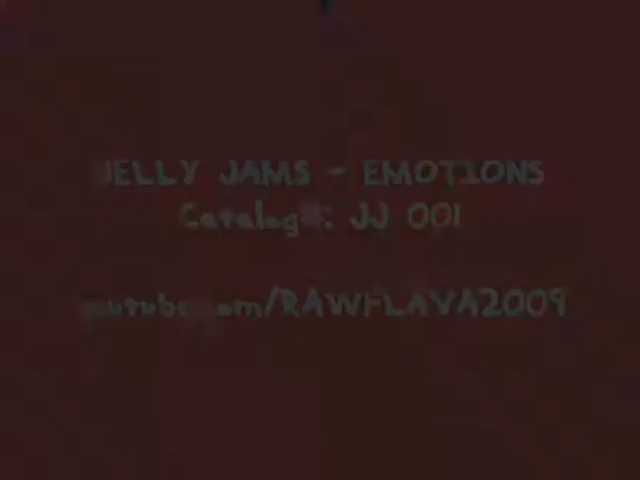 JELLY JAMS - EMOTIONS
Catalog#: JJ 001
youtube.com/RAWFLAVA2009